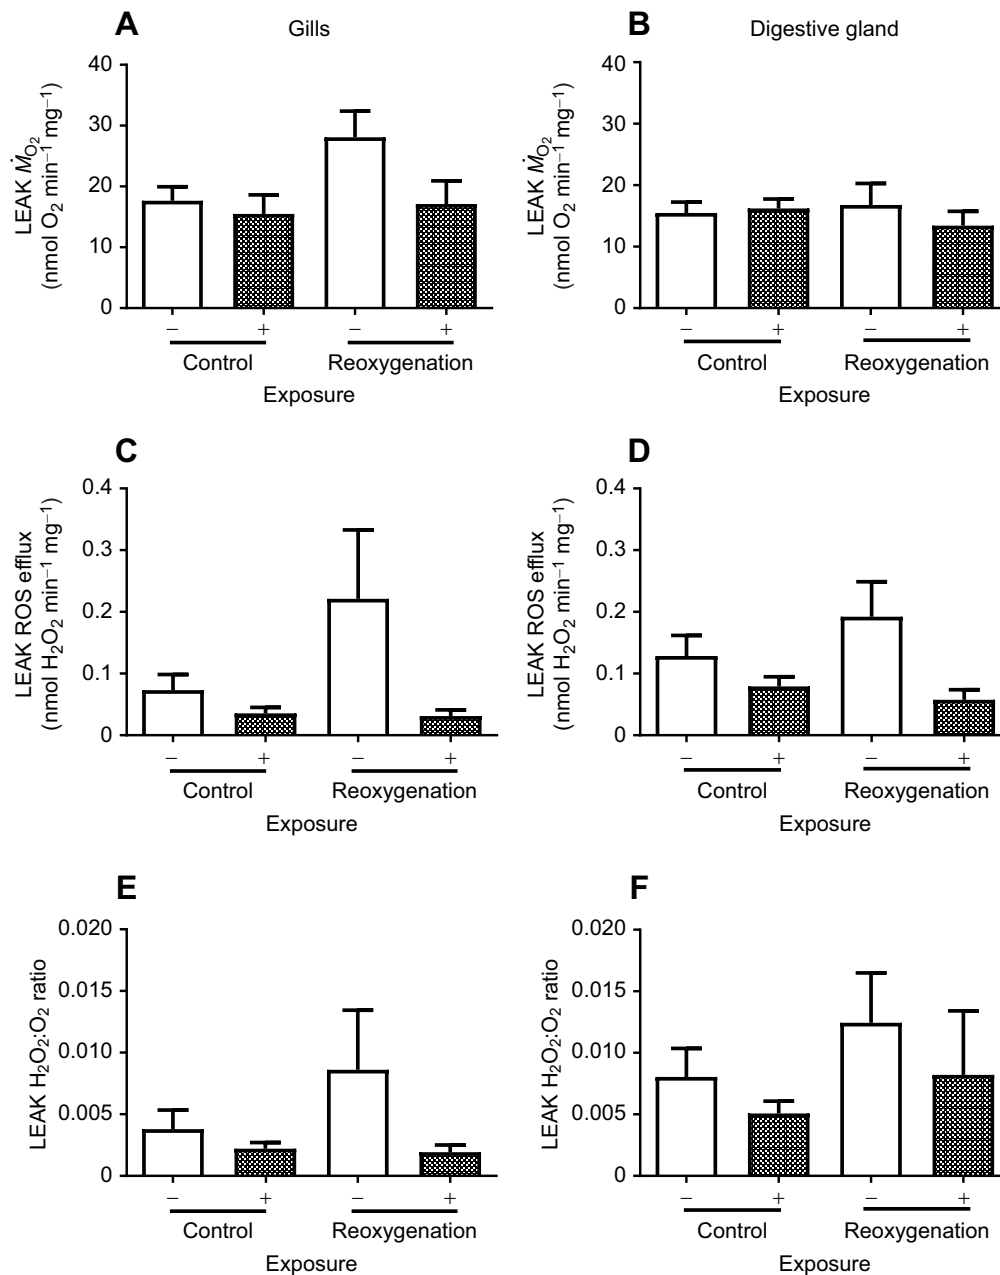 A Gills
LEAK ṀO₂
(nmol O₂ min⁻¹ mg⁻¹)
40
30
20
10
0
− + − +
Control Reoxygenation
Exposure
B Digestive gland
LEAK ṀO₂
(nmol O₂ min⁻¹ mg⁻¹)
40
30
20
10
0
− + − +
Control Reoxygenation
Exposure
C
LEAK ROS efflux
(nmol H₂O₂ min⁻¹ mg⁻¹)
0.4
0.3
0.2
0.1
0
− + − +
Control Reoxygenation
Exposure
D
LEAK ROS efflux
(nmol H₂O₂ min⁻¹ mg⁻¹)
0.4
0.3
0.2
0.1
0
− + − +
Control Reoxygenation
Exposure
E
LEAK H₂O₂:O₂ ratio
0.020
0.015
0.010
0.005
0
− + − +
Control Reoxygenation
Exposure
F
LEAK H₂O₂:O₂ ratio
0.020
0.015
0.010
0.005
0
− + − +
Control Reoxygenation
Exposure